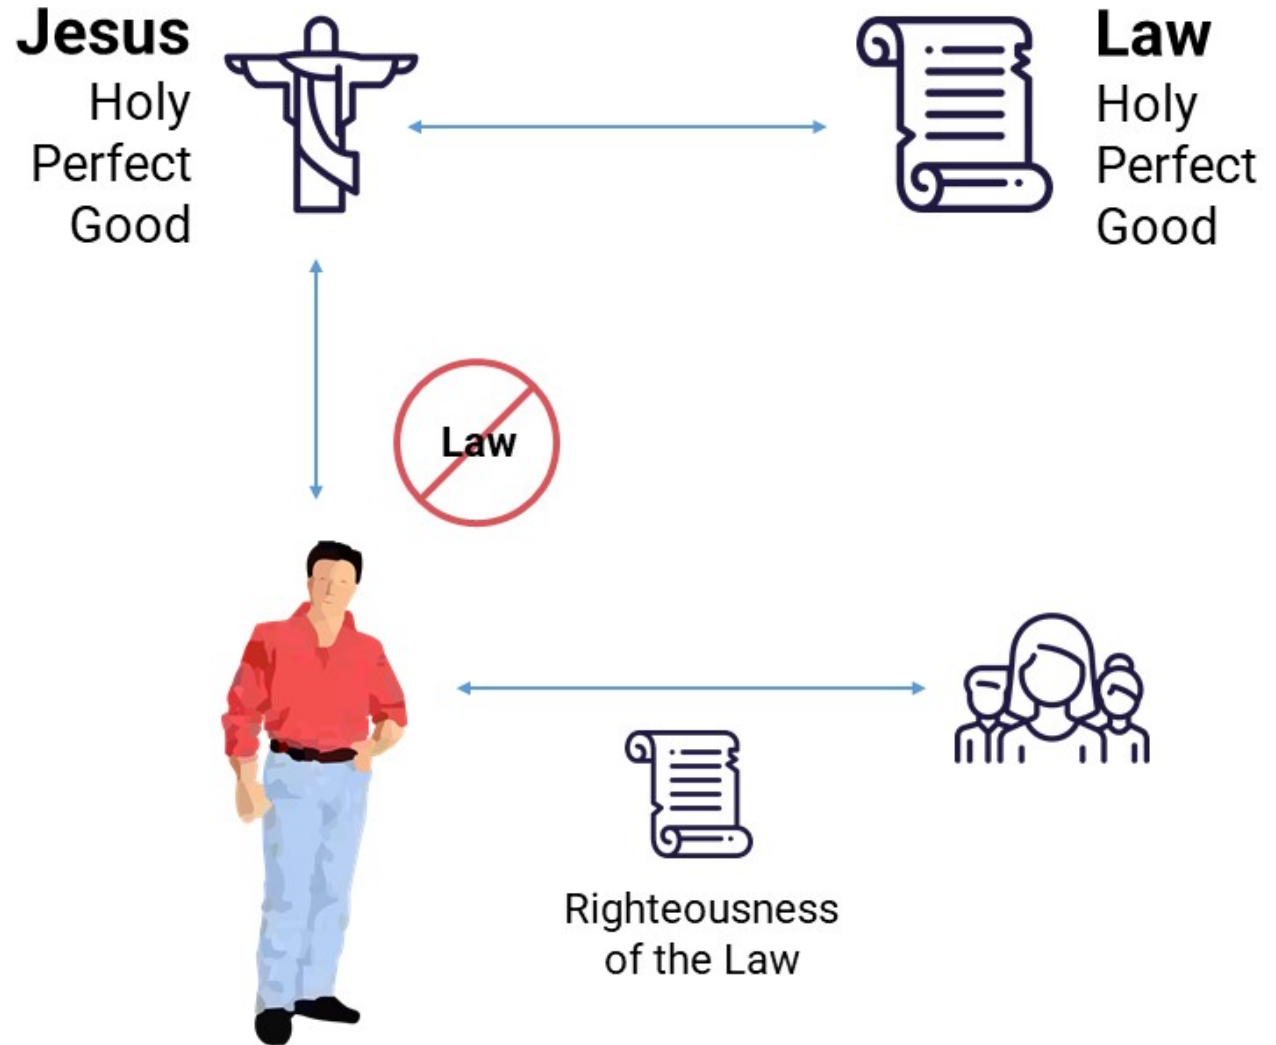 Jesus
Holy
Perfect
Good
Law
Holy
Perfect
Good
Law
Righteousness
of the Law